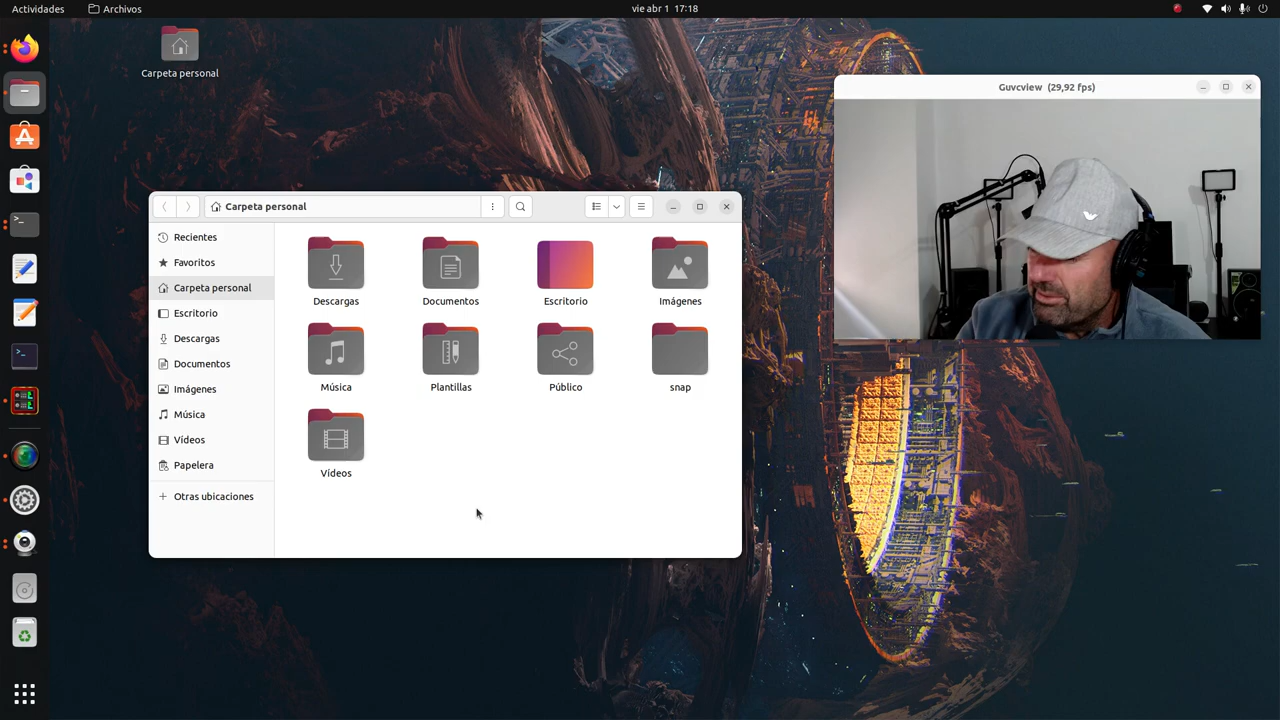 Actividades
Archivos
vie abr 1 17:18
Carpeta personal
Guvcview (29,92 fps)
Carpeta personal
Recientes
Favoritos
Carpeta personal
Escritorio
Descargas
Documentos
Imágenes
Música
Vídeos
Papelera
Otras ubicaciones
Descargas
Documentos
Escritorio
Imágenes
Música
Plantillas
Público
snap
Vídeos